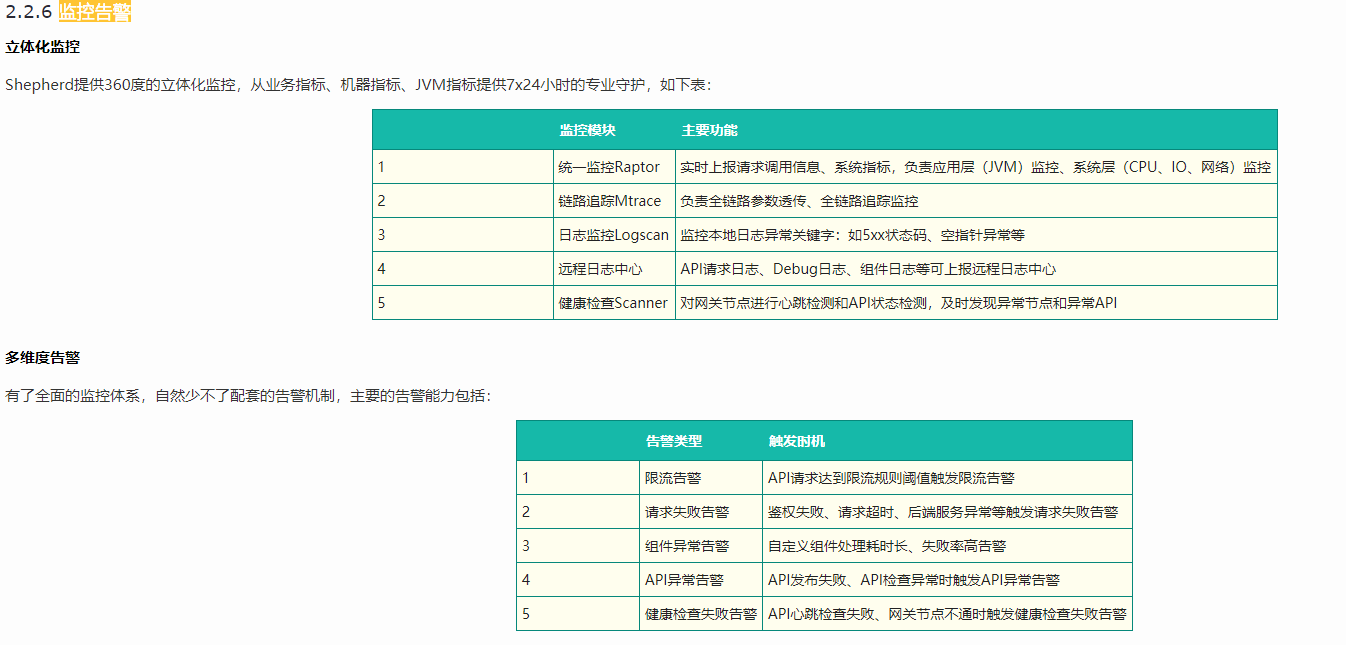 2.2.6 监控告警
立体化监控
Shepherd提供360度的立体化监控，从业务指标、机器指标、JVM指标提供7x24小时的专业守护，如下表：
监控模块 主要功能
1 统一监控Raptor 实时上报请求调用信息、系统指标，负责应用层（JVM）监控、系统层（CPU、IO、网络）监控
2 链路追踪Mtrace 负责全链路参数透传、全链路追踪监控
3 日志监控Logscan 监控本地日志异常关键字：如5xx状态码、空指针异常等
4 远程日志中心 API请求日志、Debug日志、组件日志等可上报远程日志中心
5 健康检查Scanner 对网关节点进行心跳检测和API状态检测，及时发现异常节点和异常API
多维度告警
有了全面的监控体系，自然少不了配套的告警机制，主要的告警能力包括：
告警类型 触发时机
1 限流告警 API请求达到限流规则阈值触发限流告警
2 请求失败告警 鉴权失败、请求超时、后端服务异常等触发请求失败告警
3 组件异常告警 自定义组件处理耗时长、失败率高告警
4 API异常告警 API发布失败、API检查异常时触发API异常告警
5 健康检查失败告警 API心跳检查失败、网关节点不通时触发健康检查失败告警